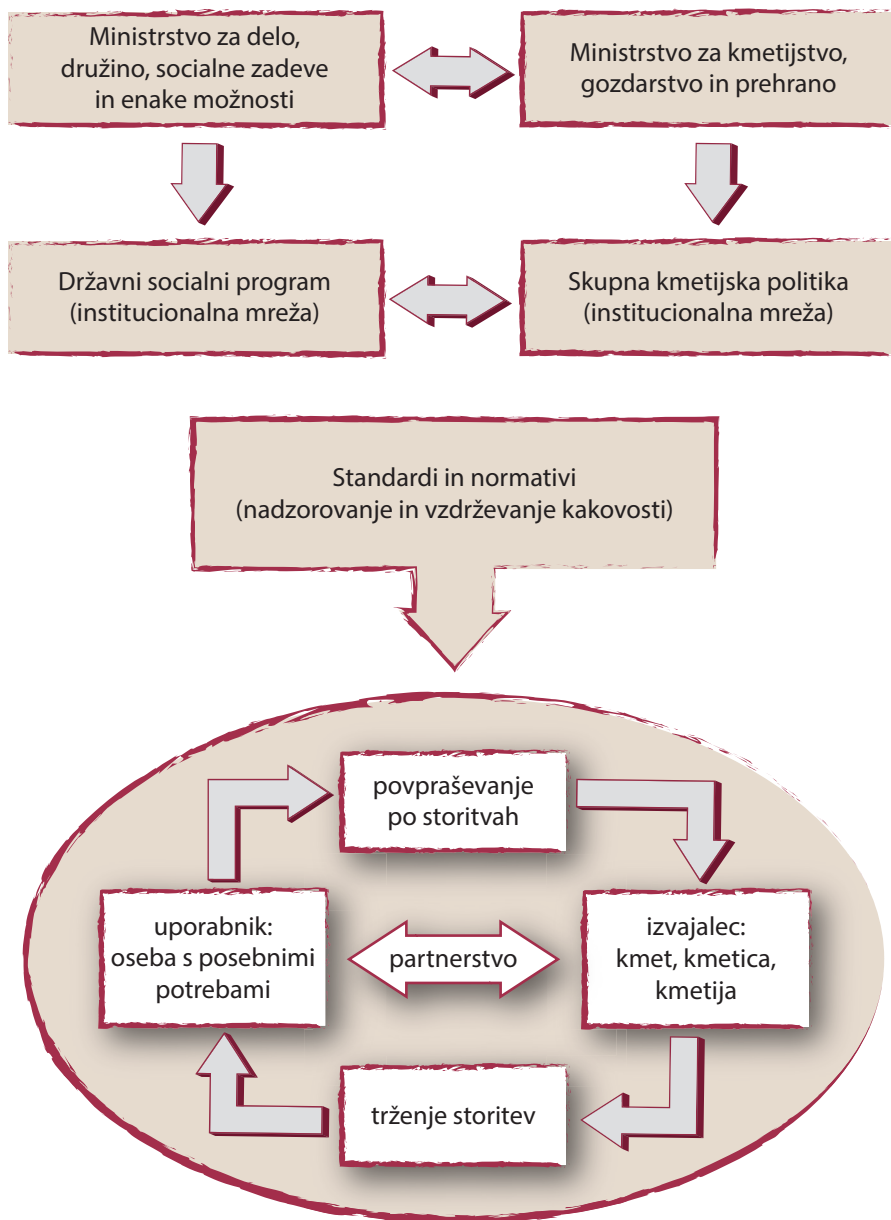 Ministrstvo za delo,
družino, socialne zadeve
in enake možnosti
Ministrstvo za kmetijstvo,
gozdarstvo in prehrano
Državni socialni program
(institucionalna mreža)
Skupna kmetijska politika
(institucionalna mreža)
Standardi in normativi
(nadzorovanje in vzdrževanje kakovosti)
povpraševanje
po storitvah
uporabnik:
oseba s posebnimi
potrebami
partnerstvo
izvajalec:
kmet, kmetica,
kmetija
trženje storitev